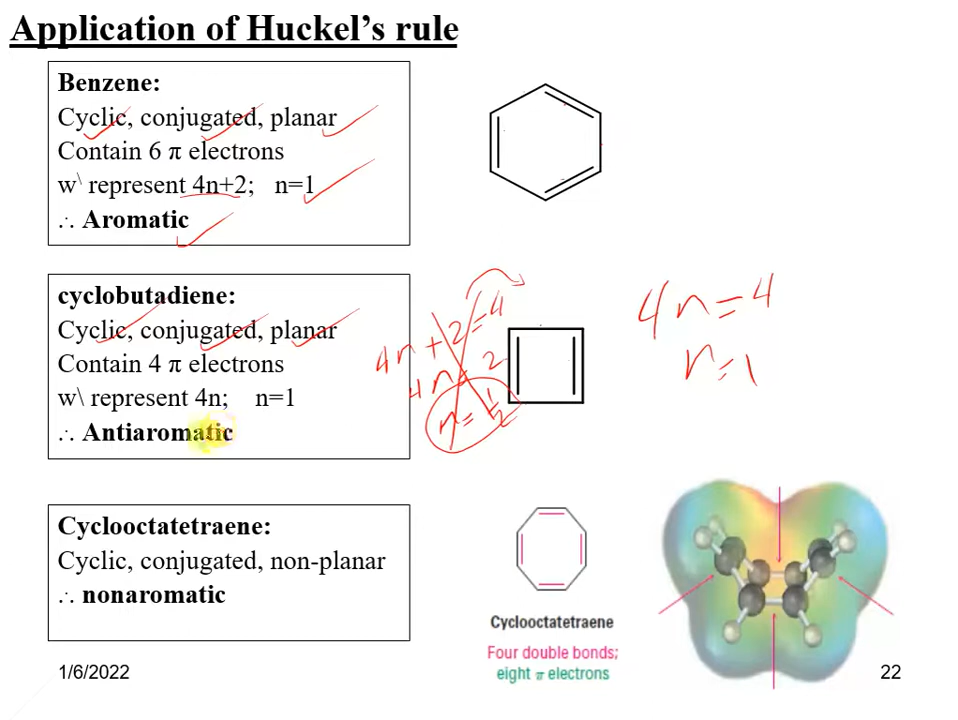 Application of Huckel's rule
Benzene:
Cyclic, conjugated, planar
Contain 6 π electrons
w\ represent 4n+2; n=1
∴ Aromatic
cyclobutadiene:
Cyclic, conjugated, planar
Contain 4 π electrons
w\ represent 4n; n=1
∴ Antiaromatic
4n + 2 = 4
4n = 2
n = 1/2
4n = 4
n = 1
Cyclooctatetraene:
Cyclic, conjugated, non-planar
∴ nonaromatic
Cyclooctatetraene
Four double bonds;
eight π electrons
1/6/2022
22